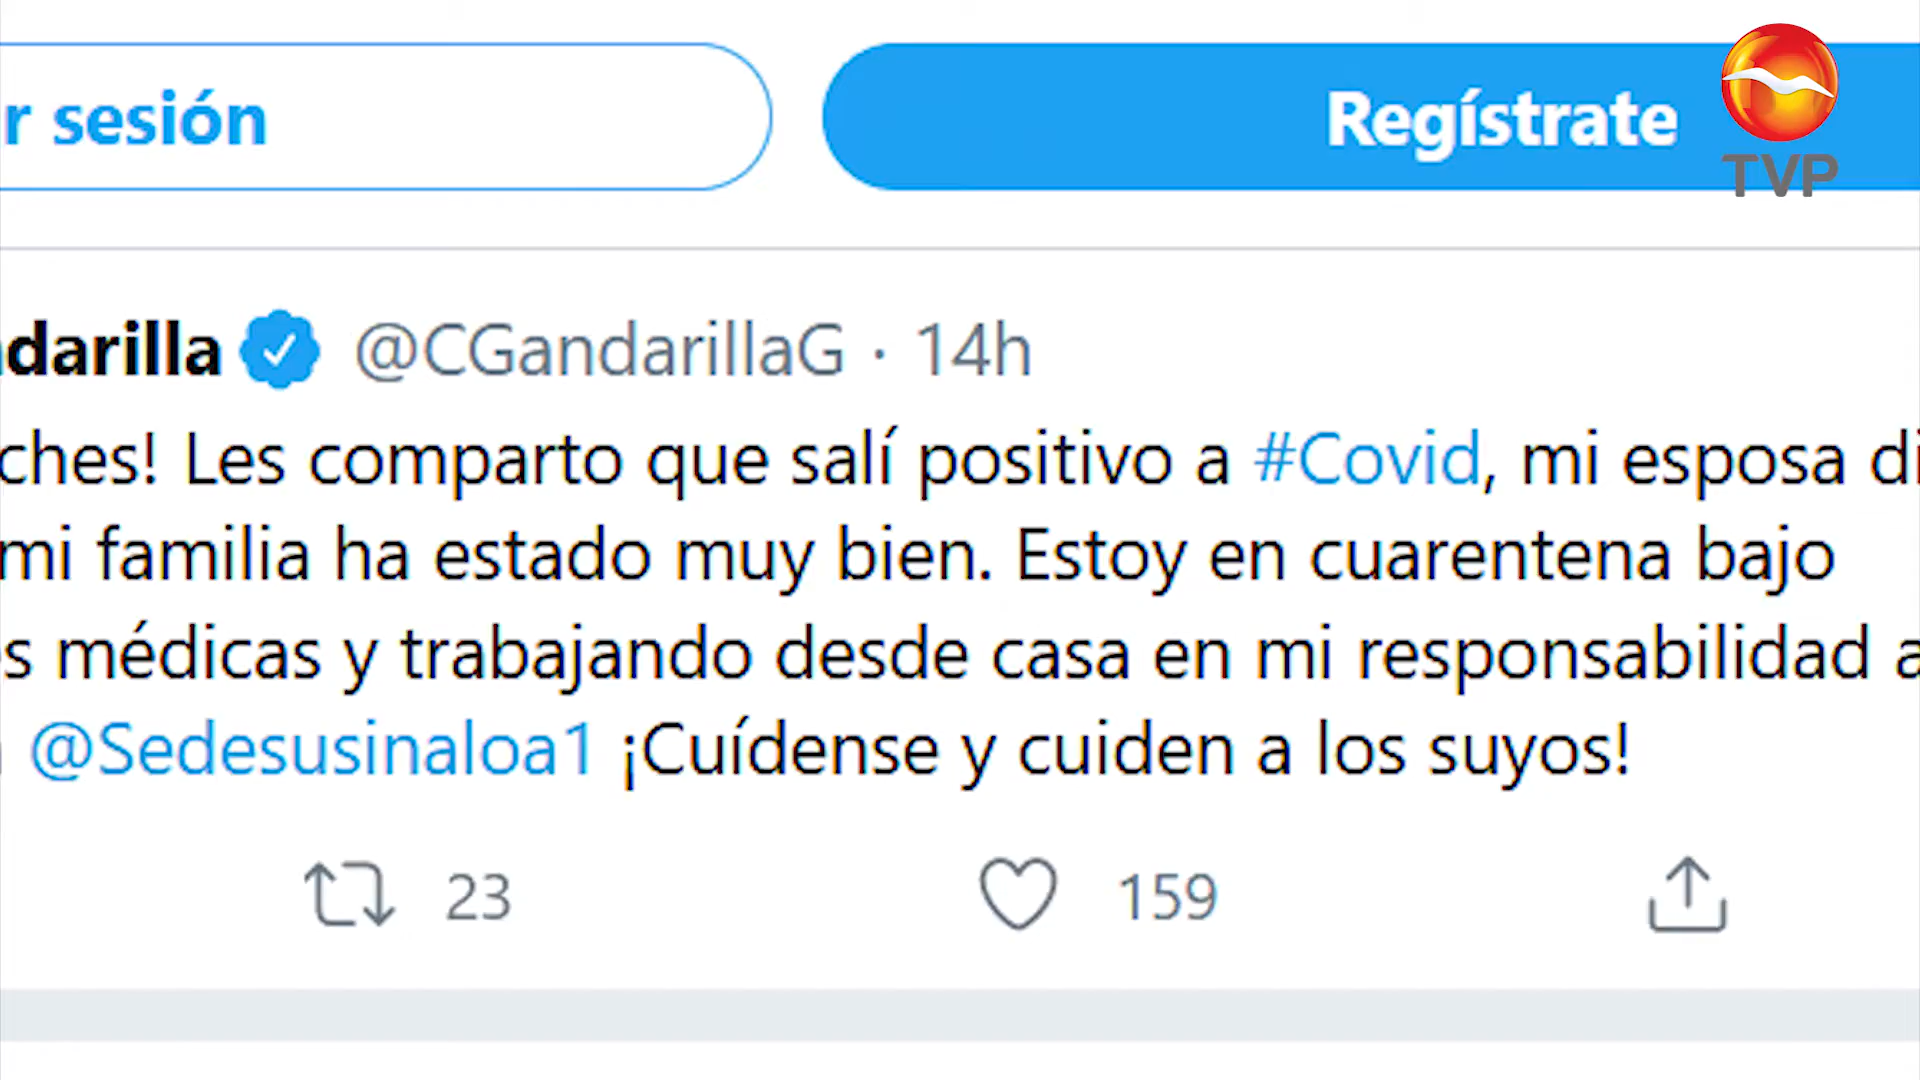 r sesión
Regístrate
TVP
darilla @CGandarillaG · 14h
ches! Les comparto que salí positivo a #Covid, mi esposa di
mi familia ha estado muy bien. Estoy en cuarentena bajo
s médicas y trabajando desde casa en mi responsabilidad a
@Sedesusinaloa1 ¡Cuídense y cuiden a los suyos!
23
159